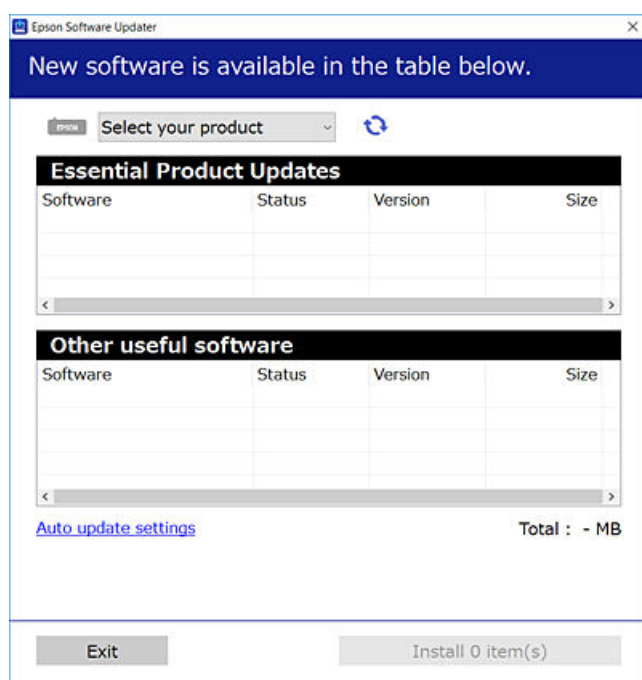 Epson Software Updater
New software is available in the table below.
EPSON Select your product
Essential Product Updates
Software Status Version Size
Other useful software
Software Status Version Size
Auto update settings Total : - MB
Exit Install 0 item(s)